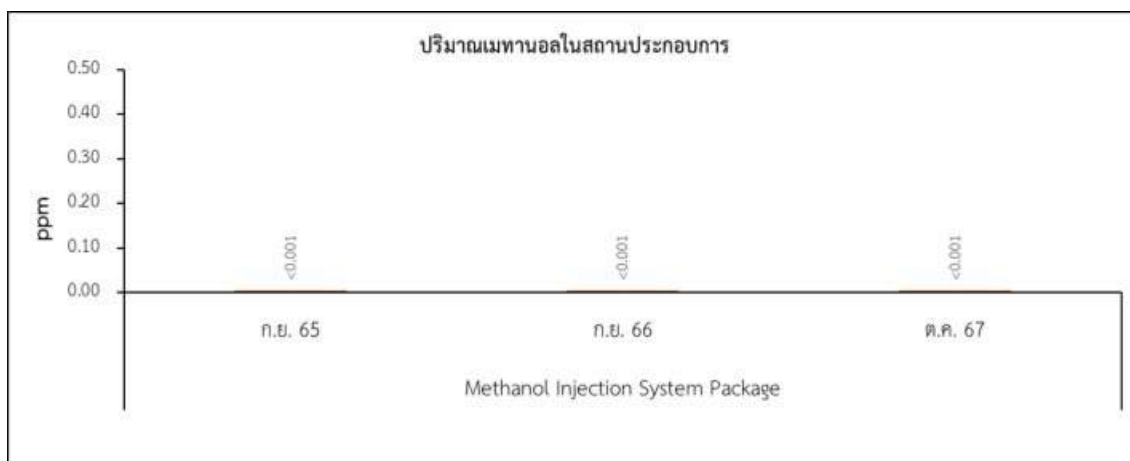 ปริมาณเมทานอลในสถานประกอบการ
0.50
0.40
0.30
0.20
0.10
0.00
ppm
<0.001
<0.001
<0.001
ก.ย. 65
ก.ย. 66
ต.ค. 67
Methanol Injection System Package